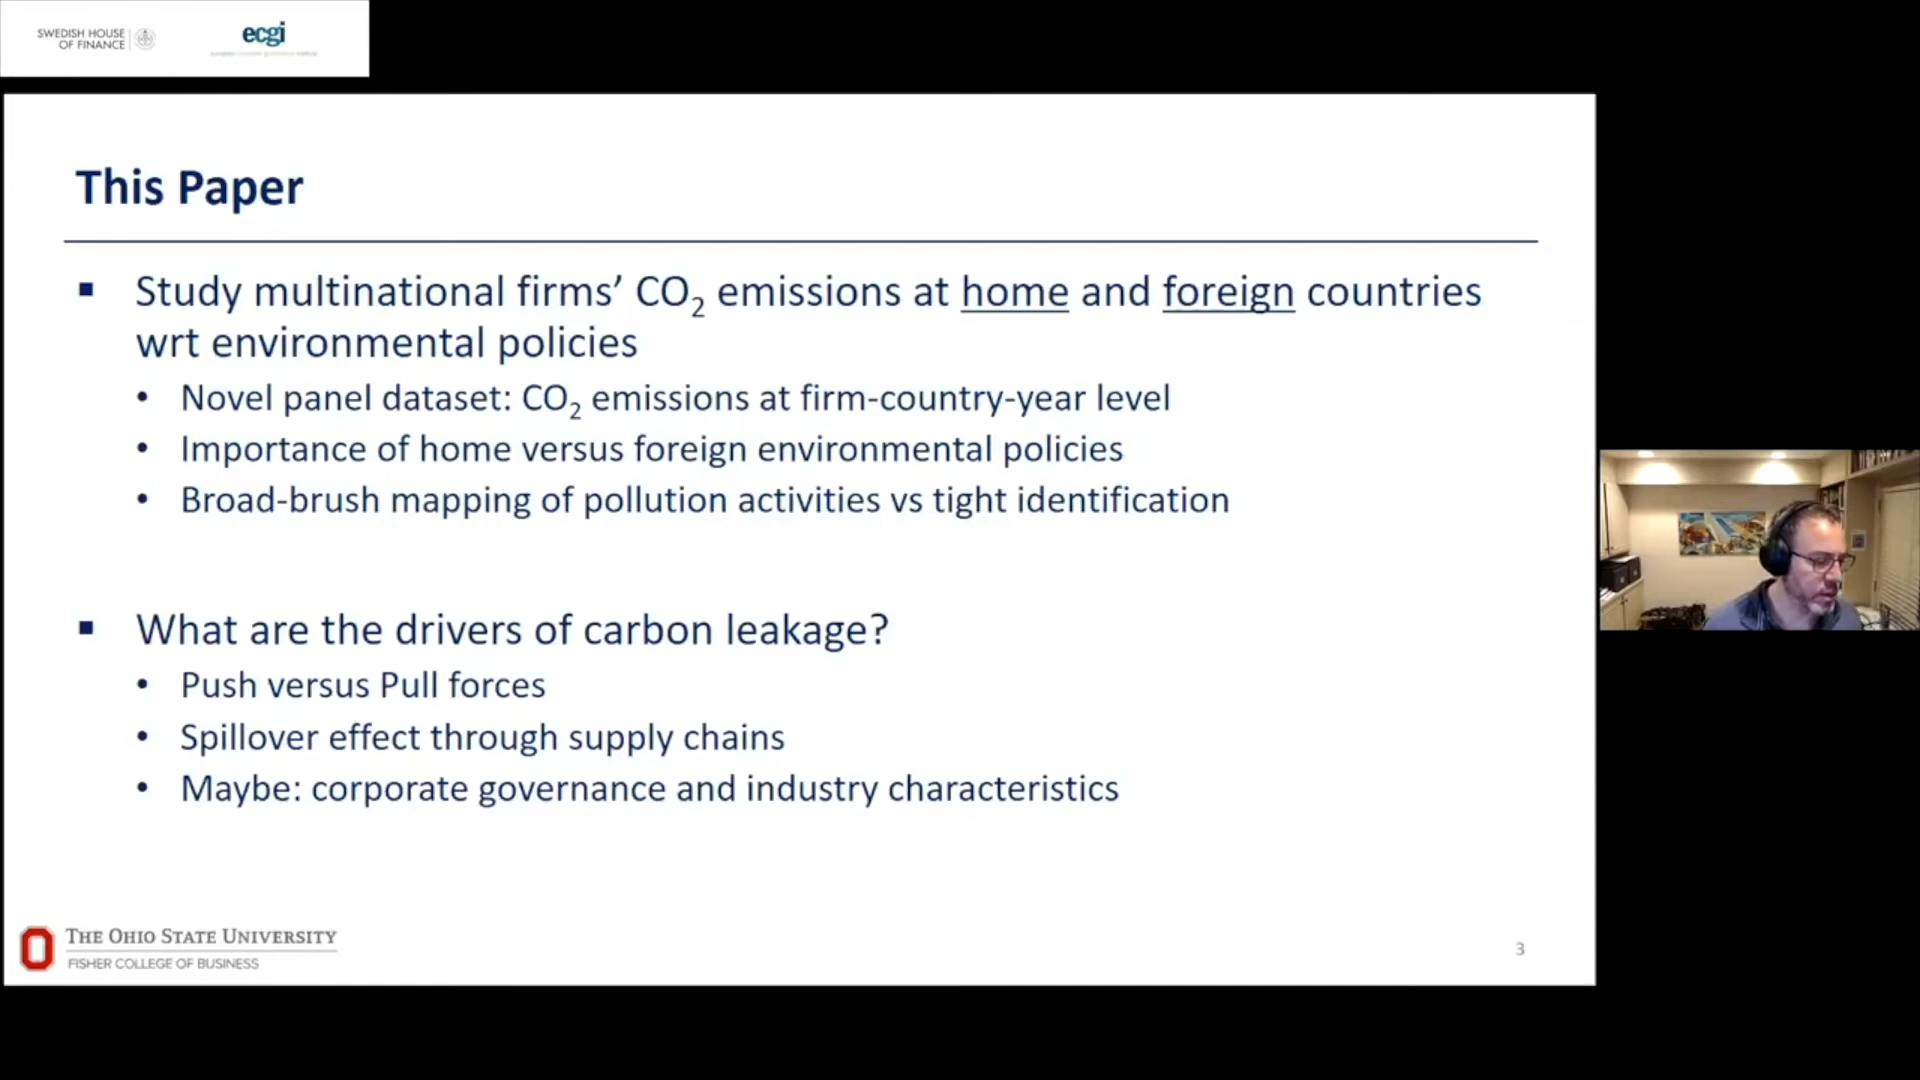 SWEDISH HOUSE
OF FINANCE
ecgi
This Paper
▪ Study multinational firms’ CO₂ emissions at home and foreign countries
wrt environmental policies
• Novel panel dataset: CO₂ emissions at firm-country-year level
• Importance of home versus foreign environmental policies
• Broad-brush mapping of pollution activities vs tight identification
▪ What are the drivers of carbon leakage?
• Push versus Pull forces
• Spillover effect through supply chains
• Maybe: corporate governance and industry characteristics
THE OHIO STATE UNIVERSITY
FISHER COLLEGE OF BUSINESS
3